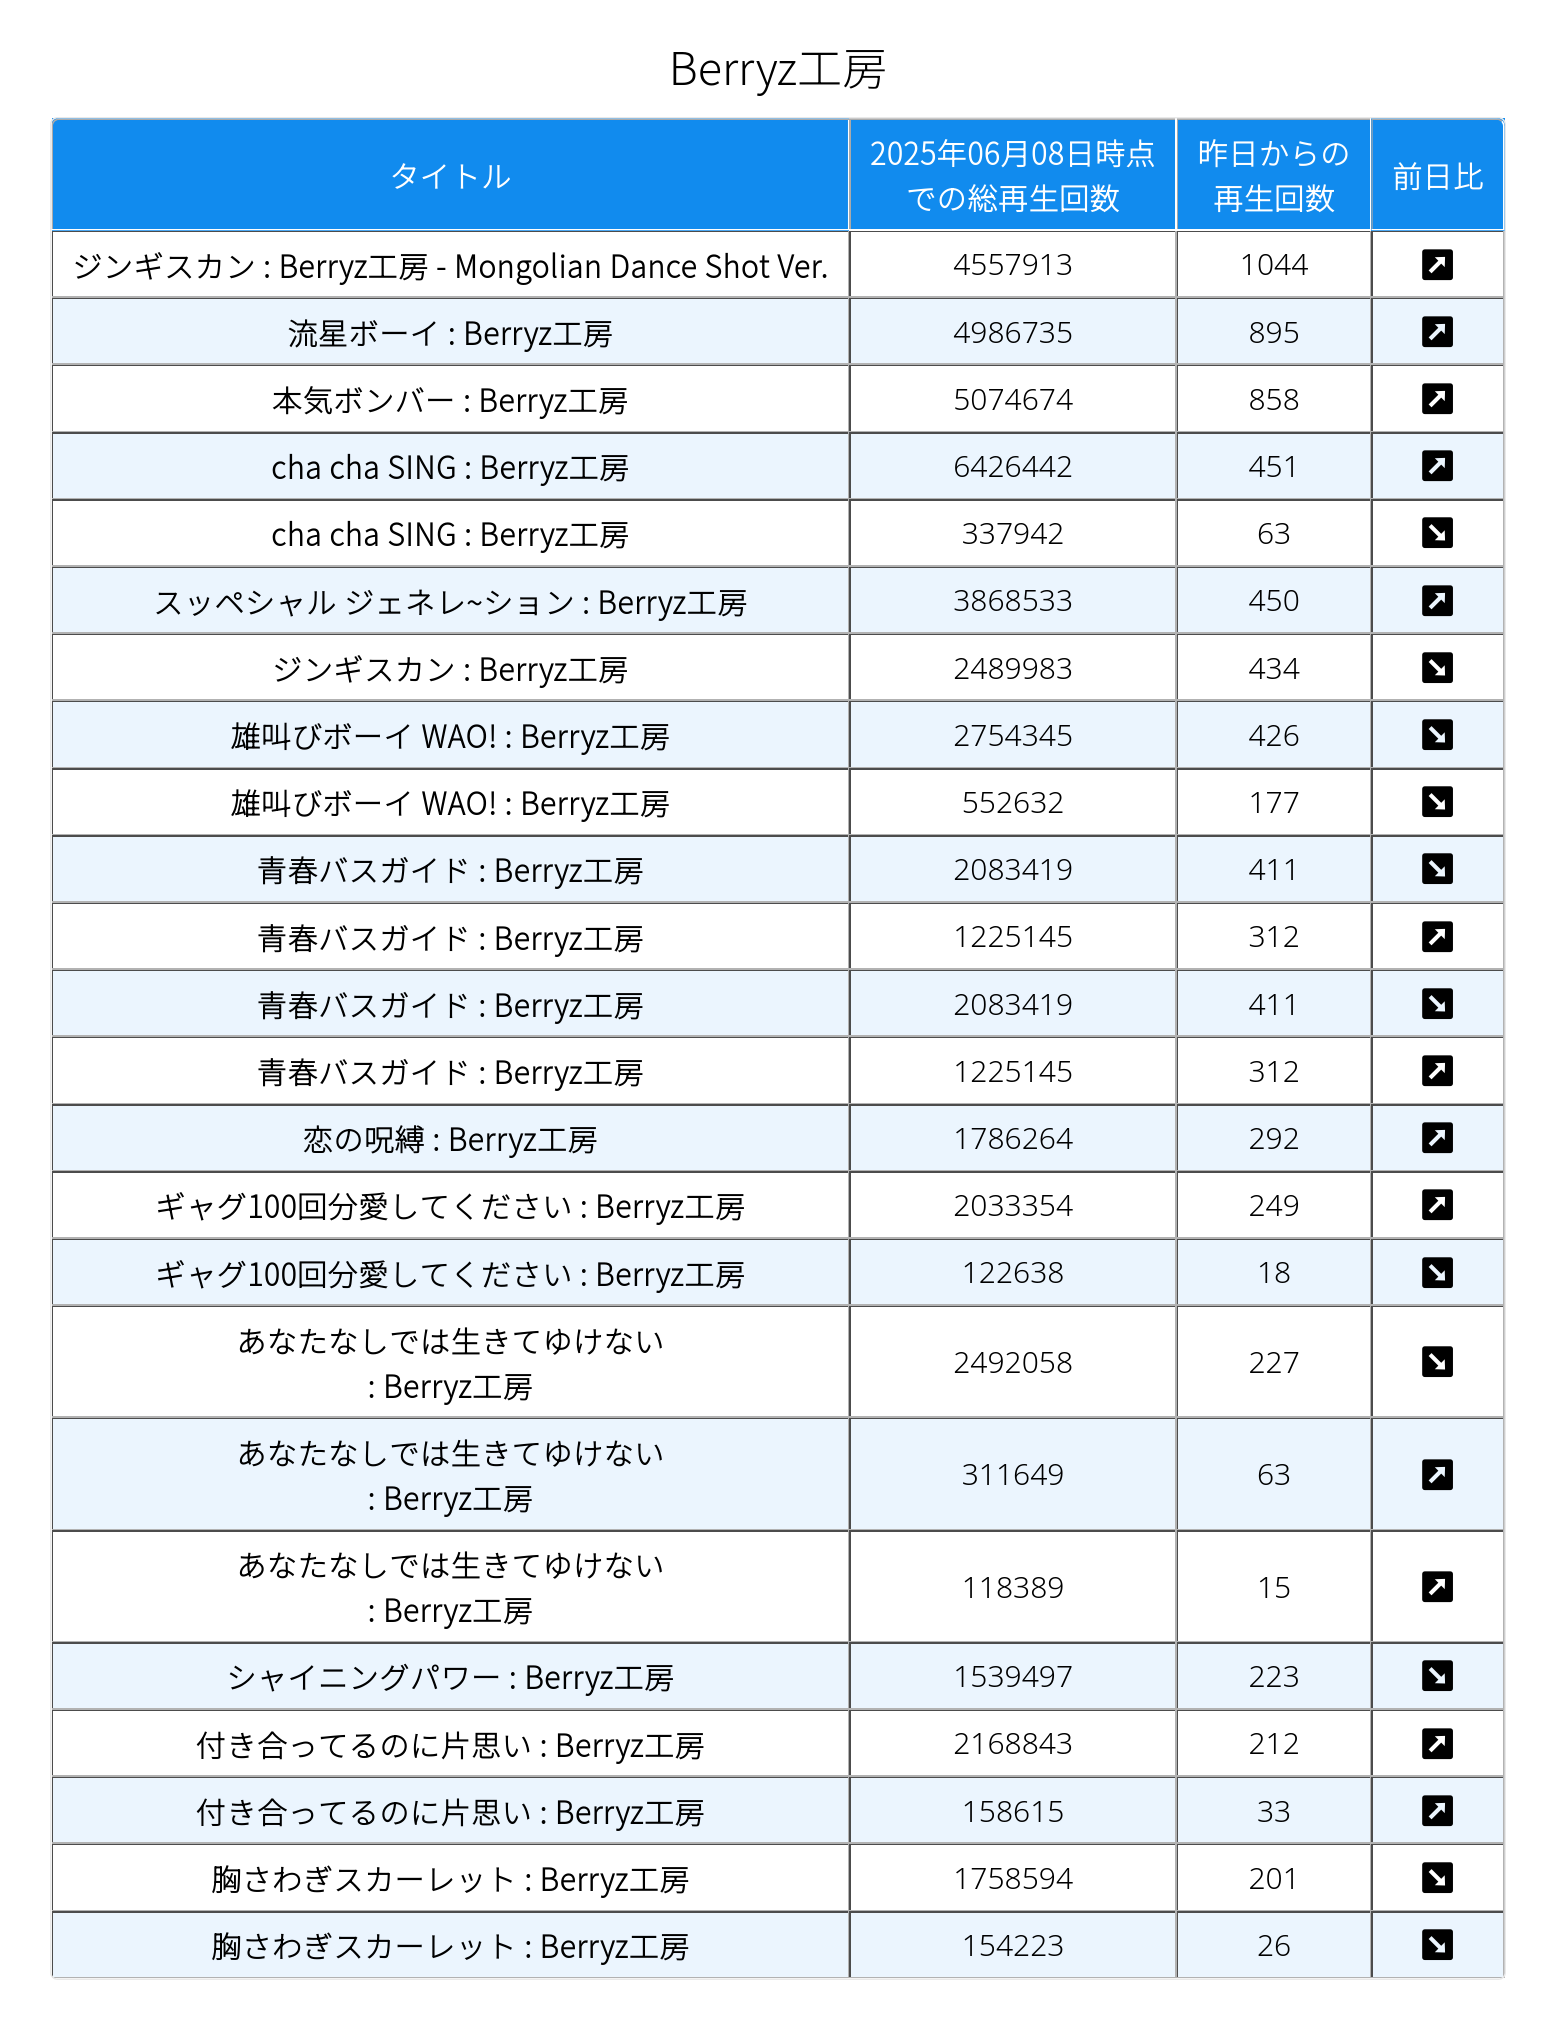 Berryz工房
タイトル
2025年06月08日時点
での総再生回数
昨日からの
再生回数
前日比
ジンギスカン : Berryz工房 - Mongolian Dance Shot Ver. 4557913 1044 ↗
流星ボーイ : Berryz工房 4986735 895 ↗
本気ボンバー : Berryz工房 5074674 858 ↗
cha cha SING : Berryz工房 6426442 451 ↗
cha cha SING : Berryz工房 337942 63 ↘
スッペシャル ジェネレ~ション : Berryz工房 3868533 450 ↗
ジンギスカン : Berryz工房 2489983 434 ↘
雄叫びボーイ WAO! : Berryz工房 2754345 426 ↘
雄叫びボーイ WAO! : Berryz工房 552632 177 ↘
青春バスガイド : Berryz工房 2083419 411 ↘
青春バスガイド : Berryz工房 1225145 312 ↗
青春バスガイド : Berryz工房 2083419 411 ↘
青春バスガイド : Berryz工房 1225145 312 ↗
恋の呪縛 : Berryz工房 1786264 292 ↗
ギャグ100回分愛してください : Berryz工房 2033354 249 ↗
ギャグ100回分愛してください : Berryz工房 122638 18 ↘
あなたなしでは生きてゆけない
: Berryz工房 2492058 227 ↘
あなたなしでは生きてゆけない
: Berryz工房 311649 63 ↗
あなたなしでは生きてゆけない
: Berryz工房 118389 15 ↗
シャイニングパワー : Berryz工房 1539497 223 ↘
付き合ってるのに片思い : Berryz工房 2168843 212 ↗
付き合ってるのに片思い : Berryz工房 158615 33 ↗
胸さわぎスカーレット : Berryz工房 1758594 201 ↘
胸さわぎスカーレット : Berryz工房 154223 26 ↘